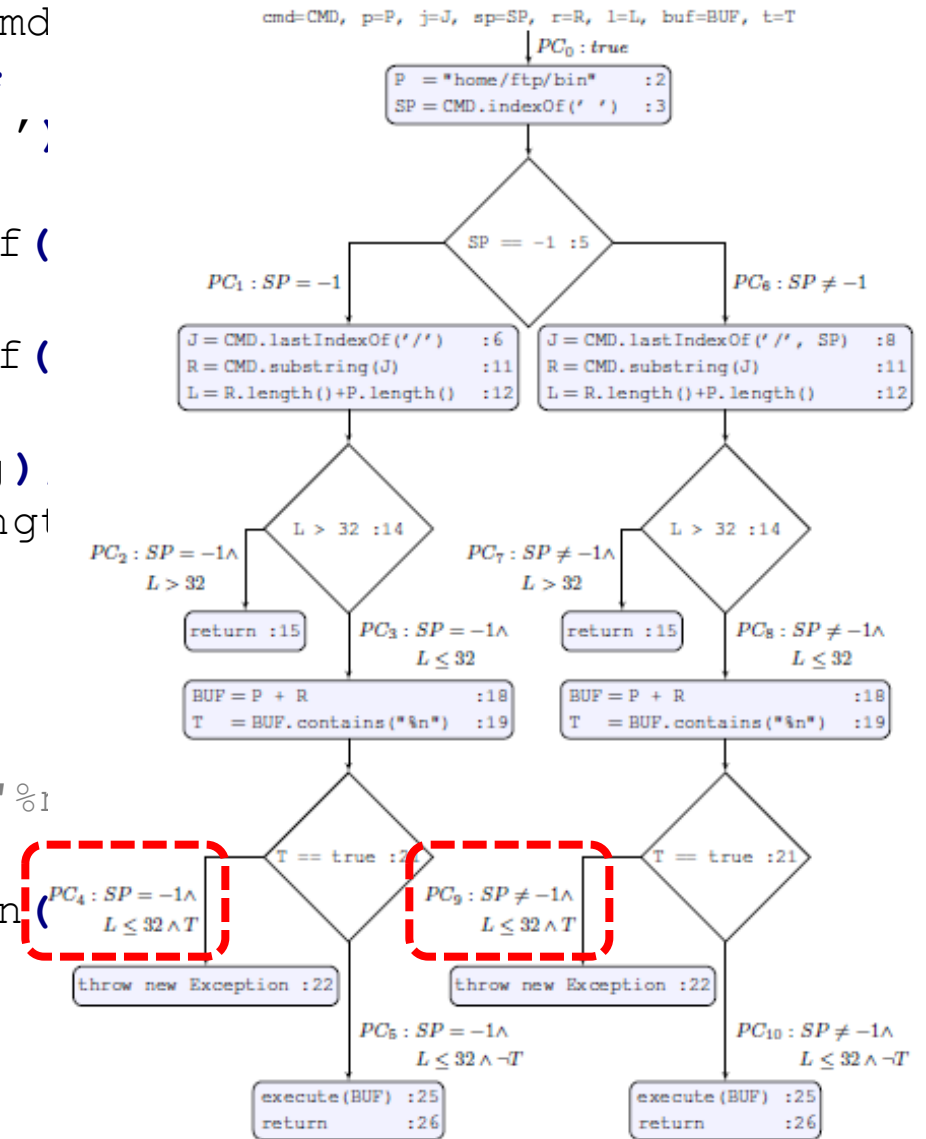 md
cmd=CMD, p=P, j=J, sp=SP, r=R, l=L, buf=BUF, t=T
PC₀ : true
P = "home/ftp/bin" :2
SP = CMD.indexOf(' ') :3
')
SP == -1 :5
f(
PC₁ : SP = −1
PC₆ : SP ≠ −1
J = CMD.lastIndexOf('/') :6
R = CMD.substring(J) :11
L = R.length()+P.length() :12
J = CMD.lastIndexOf('/', SP) :8
R = CMD.substring(J) :11
L = R.length()+P.length() :12
f(
)
L > 32 :14
L > 32 :14
PC₂ : SP = −1∧
L > 32
PC₇ : SP ≠ −1∧
L > 32
return :15
PC₃ : SP = −1∧
L ≤ 32
return :15
PC₈ : SP ≠ −1∧
L ≤ 32
BUF = P + R :18
T = BUF.contains("%n") :19
BUF = P + R :18
T = BUF.contains("%n") :19
T == true :21
T == true :21
PC₄ : SP = −1∧
L ≤ 32 ∧ T
PC₉ : SP ≠ −1∧
L ≤ 32 ∧ T
n(
throw new Exception :22
throw new Exception :22
PC₅ : SP = −1∧
L ≤ 32 ∧ ¬T
PC₁₀ : SP ≠ −1∧
L ≤ 32 ∧ ¬T
execute(BUF) :25
return :26
execute(BUF) :25
return :26